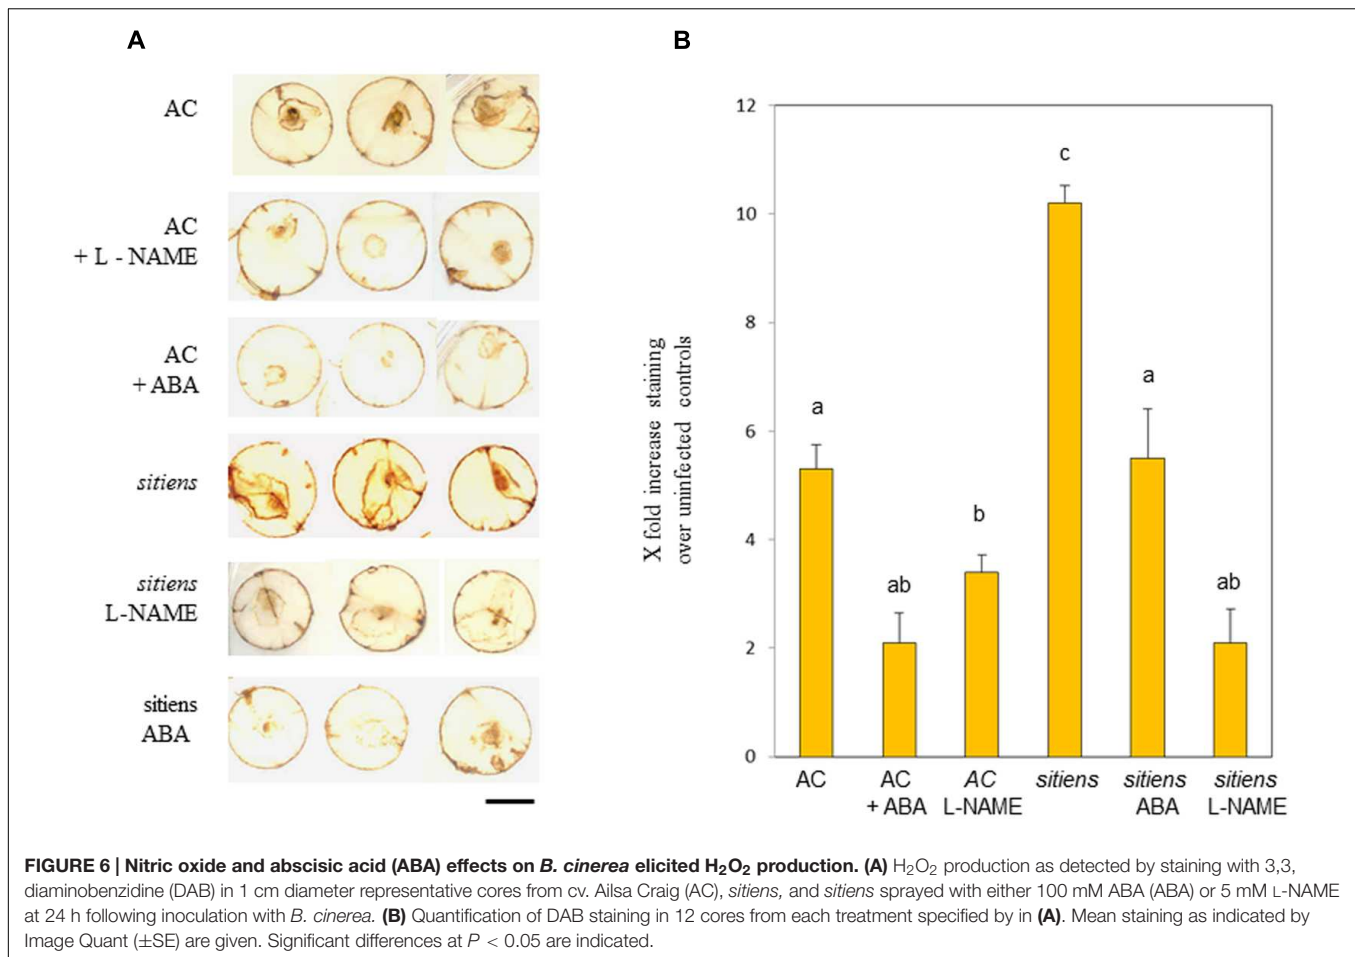 A
B
AC
AC
+ L - NAME
AC
+ ABA
sitiens
sitiens
L-NAME
sitiens
ABA
X fold increase staining
over uninfected controls
12
10
8
6
4
2
0
a
ab
b
c
a
ab
AC
AC
+ ABA
AC
L-NAME
sitiens
sitiens
ABA
sitiens
L-NAME
FIGURE 6 | Nitric oxide and abscisic acid (ABA) effects on B. cinerea elicited H₂O₂ production. (A) H₂O₂ production as detected by staining with 3,3,
diaminobenzidine (DAB) in 1 cm diameter representative cores from cv. Ailsa Craig (AC), sitiens, and sitiens sprayed with either 100 mM ABA (ABA) or 5 mM L-NAME
at 24 h following inoculation with B. cinerea. (B) Quantification of DAB staining in 12 cores from each treatment specified by in (A). Mean staining as indicated by
Image Quant (±SE) are given. Significant differences at P < 0.05 are indicated.